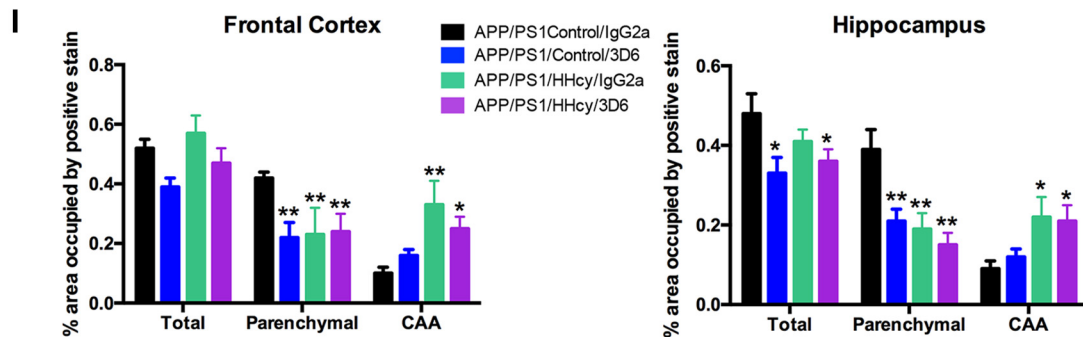 I
Frontal Cortex
APP/PS1Control/IgG2a
APP/PS1/Control/3D6
APP/PS1/HHcy/IgG2a
APP/PS1/HHcy/3D6
% area occupied by positive stain
0.8
0.6
0.4
0.2
0.0
** ** **
** *
Total Parenchymal CAA
Hippocampus
% area occupied by positive stain
0.6
0.4
0.2
0.0
* *
** ** **
* *
Total Parenchymal CAA